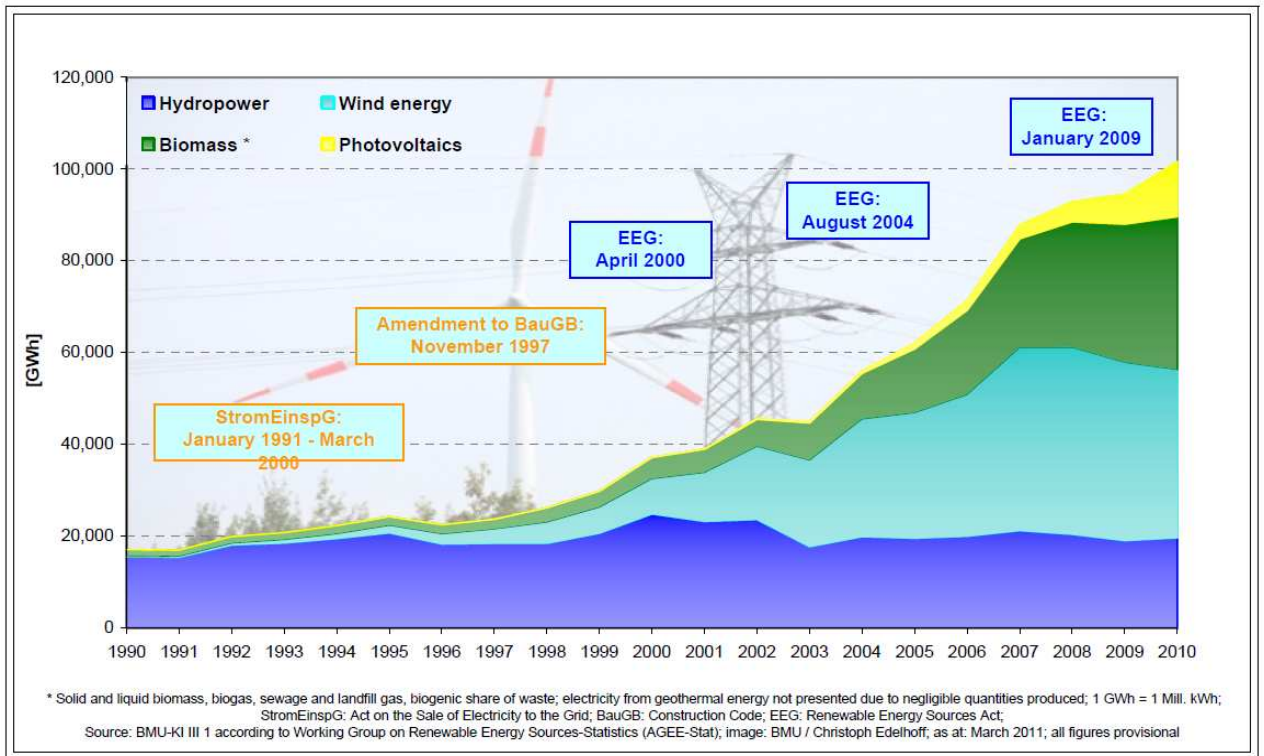 120,000
100,000
80,000
60,000
40,000
20,000
0
[GWh]
Hydropower
Wind energy
Biomass *
Photovoltaics
EEG:
January 2009
EEG:
August 2004
EEG:
April 2000
Amendment to BauGB:
November 1997
StromEinspG:
January 1991 - March
2000
1990 1991 1992 1993 1994 1995 1996 1997 1998 1999 2000 2001 2002 2003 2004 2005 2006 2007 2008 2009 2010
* Solid and liquid biomass, biogas, sewage and landfill gas, biogenic share of waste; electricity from geothermal energy not presented due to negligible quantities produced; 1 GWh = 1 Mill. kWh;
StromEinspG: Act on the Sale of Electricity to the Grid; BauGB: Construction Code; EEG: Renewable Energy Sources Act;
Source: BMU-KI III 1 according to Working Group on Renewable Energy Sources-Statistics (AGEE-Stat); image: BMU / Christoph Edelhoff; as at: March 2011; all figures provisional